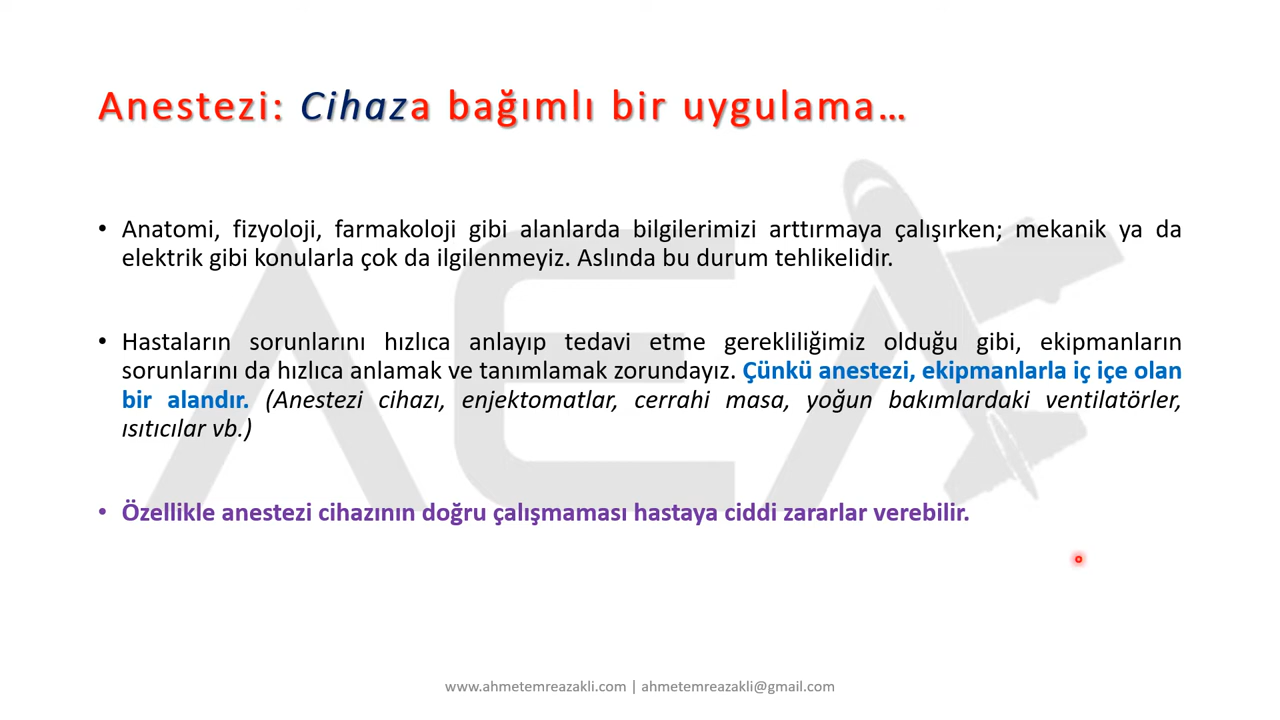 Anestezi: Cihaza bağımlı bir uygulama…
• Anatomi, fizyoloji, farmakoloji gibi alanlarda bilgilerimizi arttırmaya çalışırken; mekanik ya da
elektrik gibi konularla çok da ilgilenmeyiz. Aslında bu durum tehlikelidir.
• Hastaların sorunlarını hızlıca anlayıp tedavi etme gerekliliğimiz olduğu gibi, ekipmanların
sorunlarını da hızlıca anlamak ve tanımlamak zorundayız. Çünkü anestezi, ekipmanlarla iç içe olan
bir alandır. (Anestezi cihazı, enjektomatlar, cerrahi masa, yoğun bakımlardaki ventilatörler,
ısıtıcılar vb.)
• Özellikle anestezi cihazının doğru çalışmaması hastaya ciddi zararlar verebilir.
www.ahmetemreazakli.com | ahmetemreazakli@gmail.com
AEA